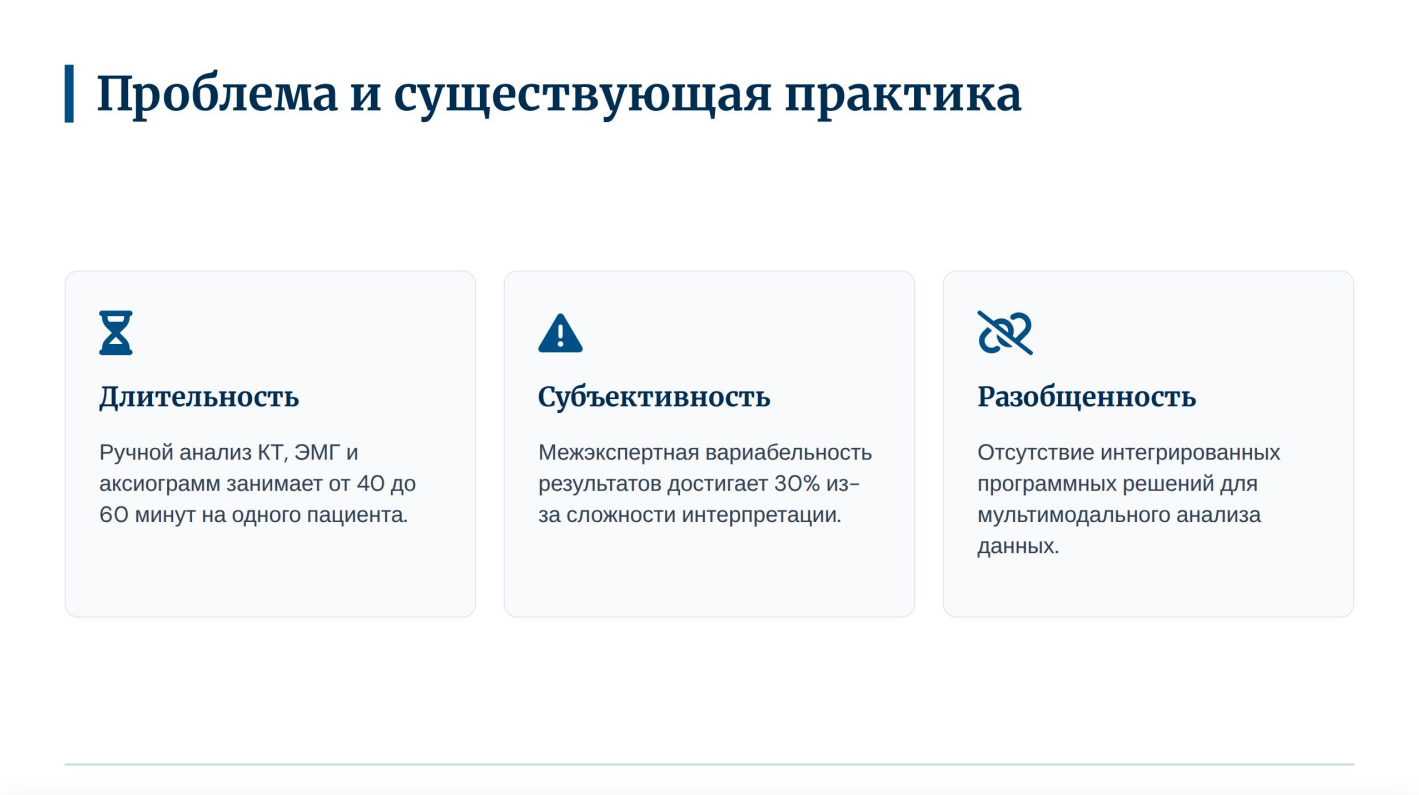 Проблема и существующая практика
Длительность
Ручной анализ КТ, ЭМГ и
аксиограмм занимает от 40 до
60 минут на одного пациента.
Субъективность
Межэкспертная вариабельность
результатов достигает 30% из-
за сложности интерпретации.
Разобщенность
Отсутствие интегрированных
программных решений для
мультимодального анализа
данных.